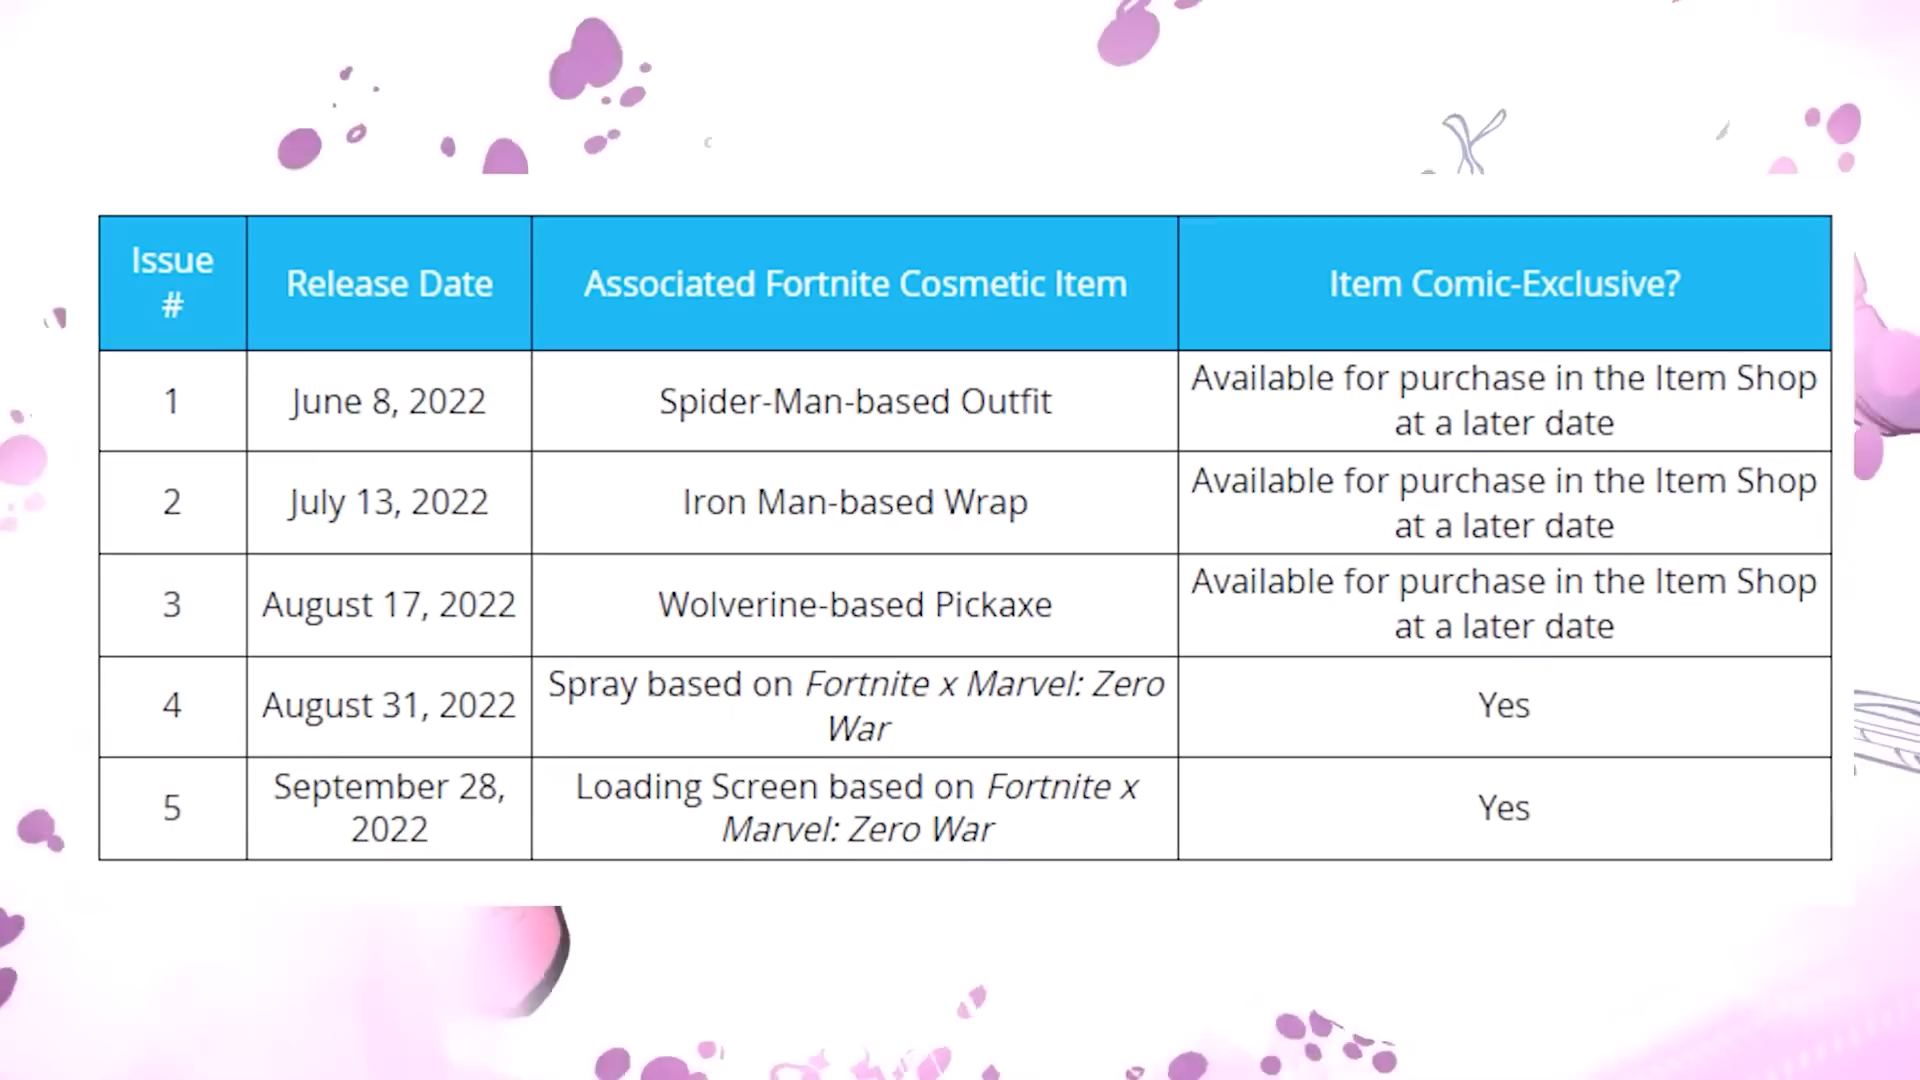 Issue
#
Release Date
Associated Fortnite Cosmetic Item
Item Comic-Exclusive?
1
June 8, 2022
Spider-Man-based Outfit
Available for purchase in the Item Shop
at a later date
2
July 13, 2022
Iron Man-based Wrap
Available for purchase in the Item Shop
at a later date
3
August 17, 2022
Wolverine-based Pickaxe
Available for purchase in the Item Shop
at a later date
4
August 31, 2022
Spray based on Fortnite x Marvel: Zero
War
Yes
5
September 28,
2022
Loading Screen based on Fortnite x
Marvel: Zero War
Yes